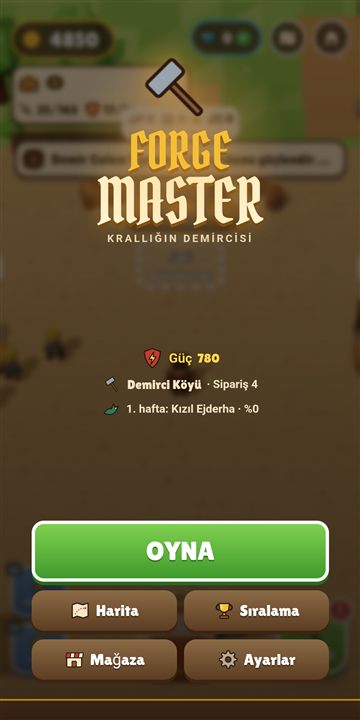 4850
FORGE
MASTER
KRALLIĞIN DEMİRCİSİ
Güç 780
Demirci Köyü · Sipariş 4
1. hafta: Kızıl Ejderha · %0
OYNA
Harita
Sıralama
Mağaza
Ayarlar